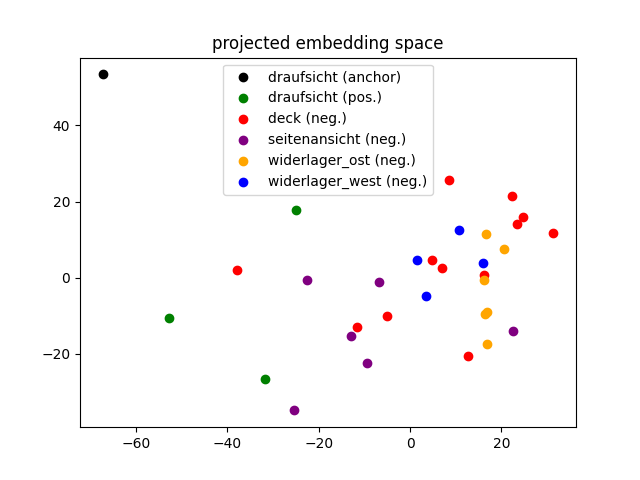 projected embedding space
draufsicht (anchor)
draufsicht (pos.)
deck (neg.)
seitenansicht (neg.)
widerlager_ost (neg.)
widerlager_west (neg.)
40
20
0
−20
−60
−40
−20
0
20